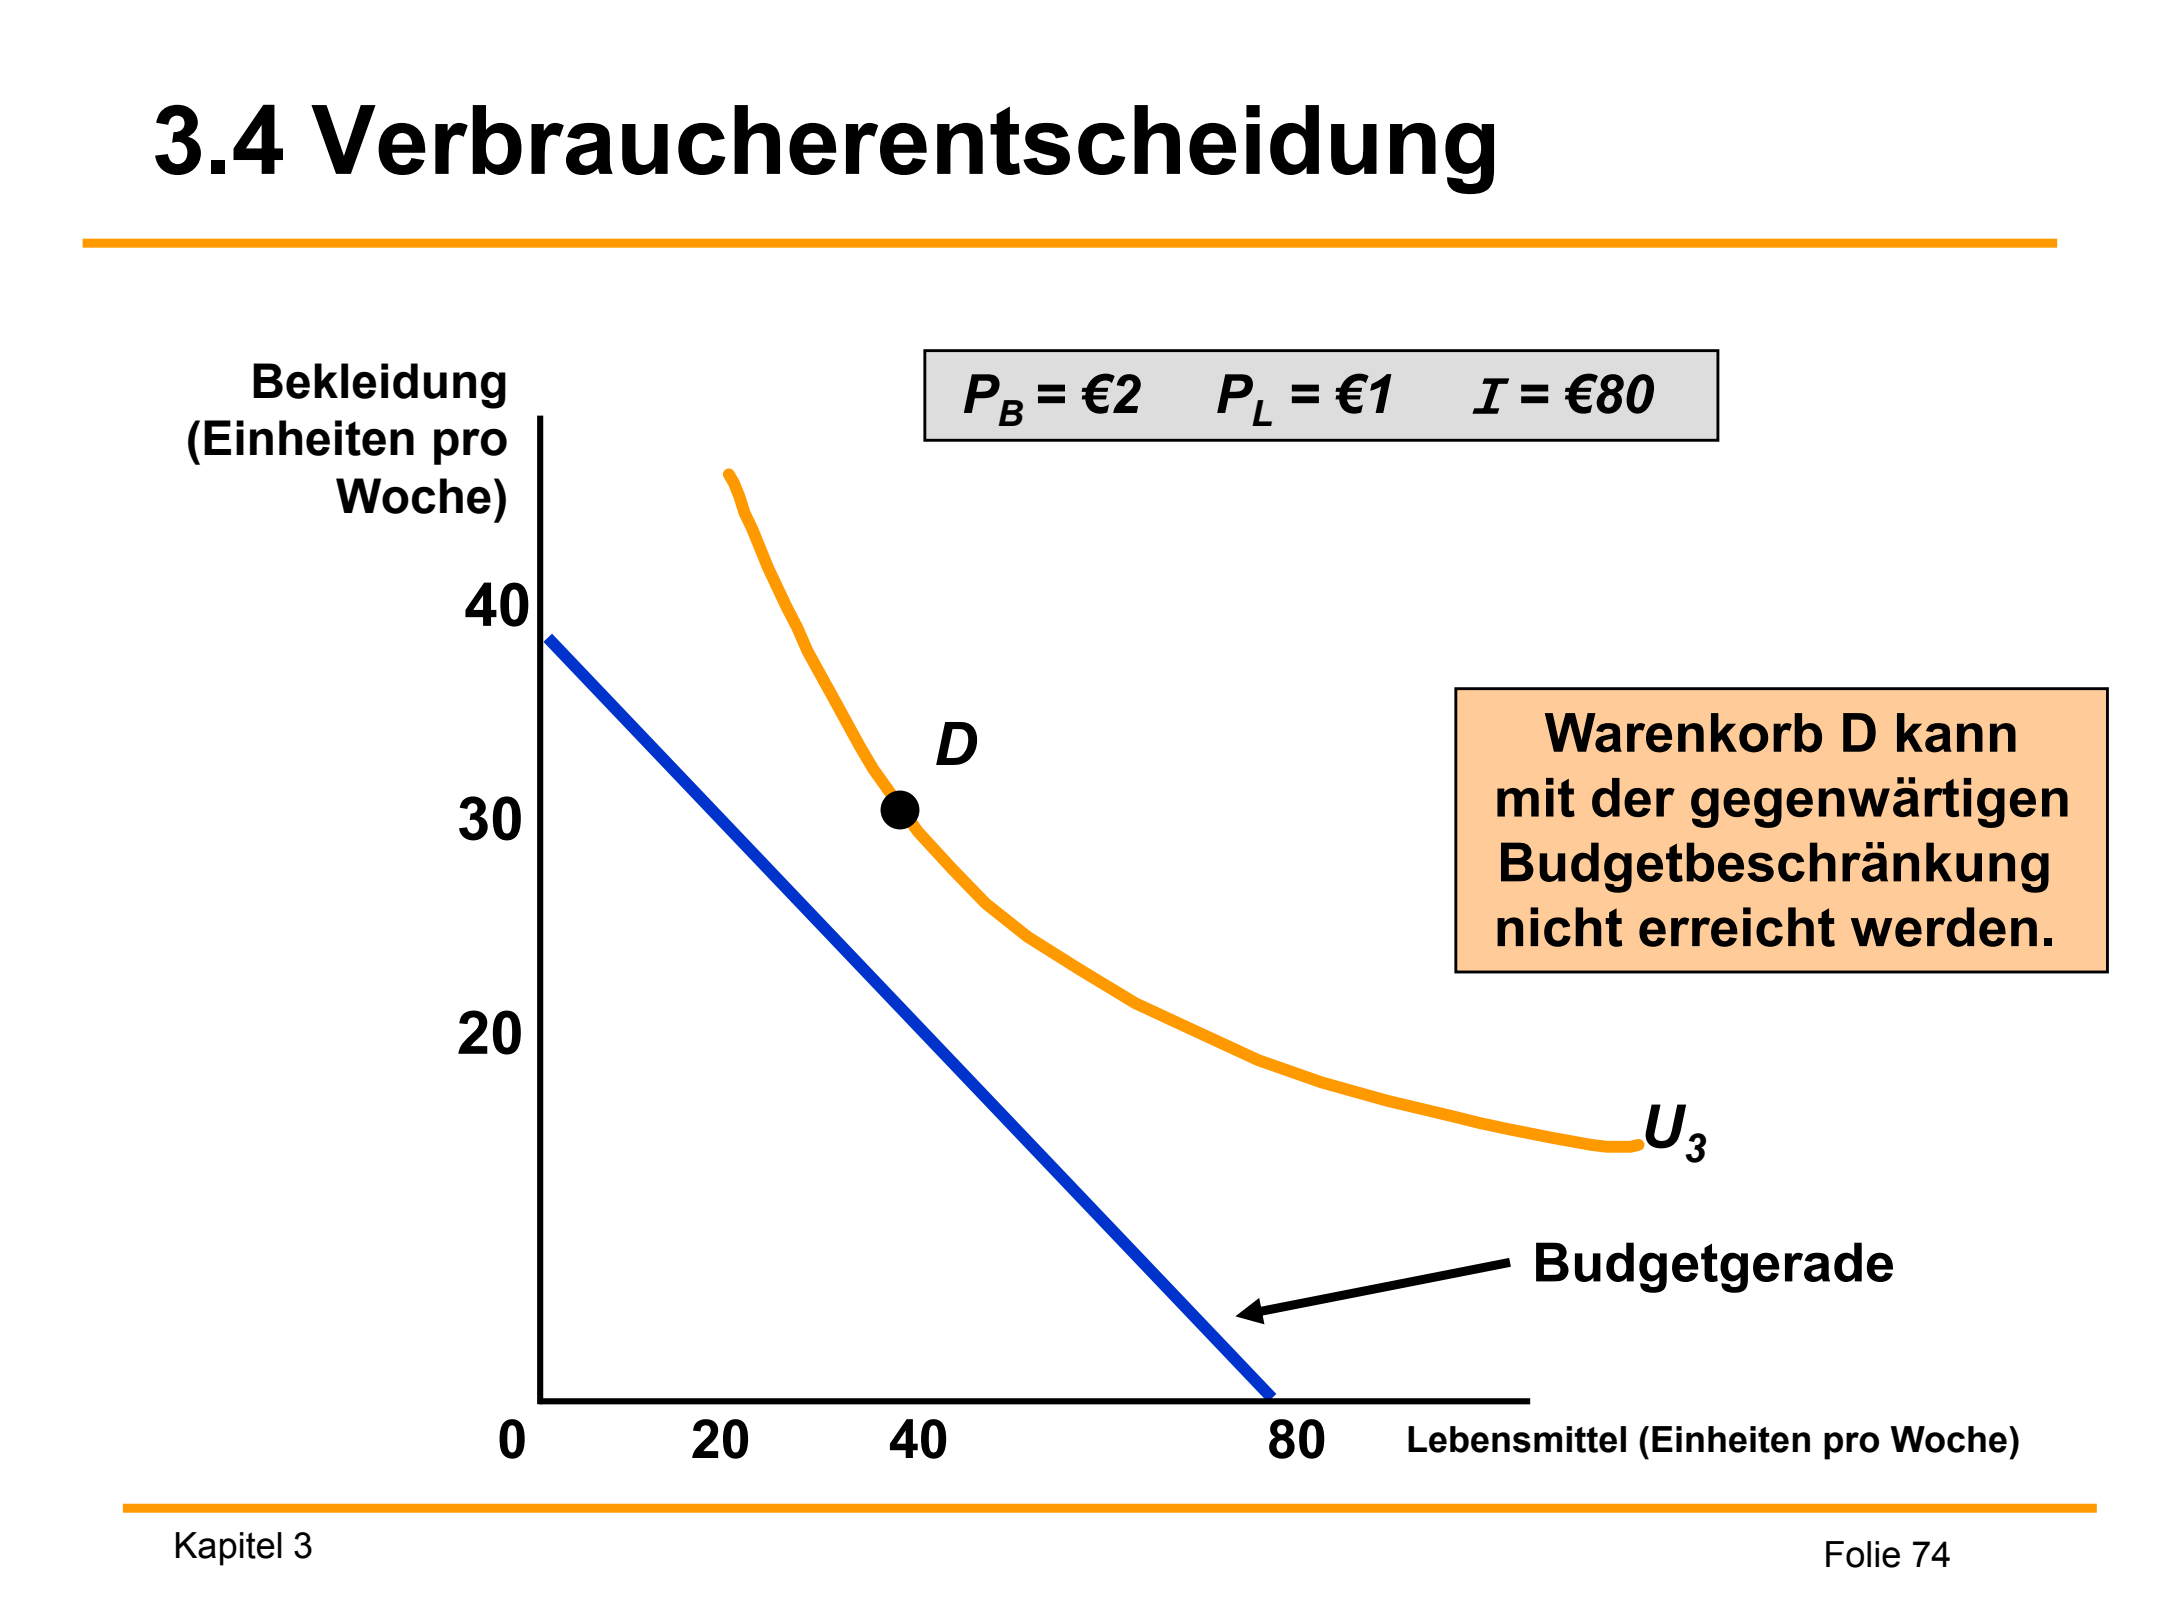 3.4 Verbraucherentscheidung
Bekleidung
(Einheiten pro
Woche)
P_B = €2 P_L = €1 I = €80
40
30
20
D
Warenkorb D kann
mit der gegenwärtigen
Budgetbeschränkung
nicht erreicht werden.
U_3
Budgetgerade
0 20 40 80 Lebensmittel (Einheiten pro Woche)
Kapitel 3
Folie 74